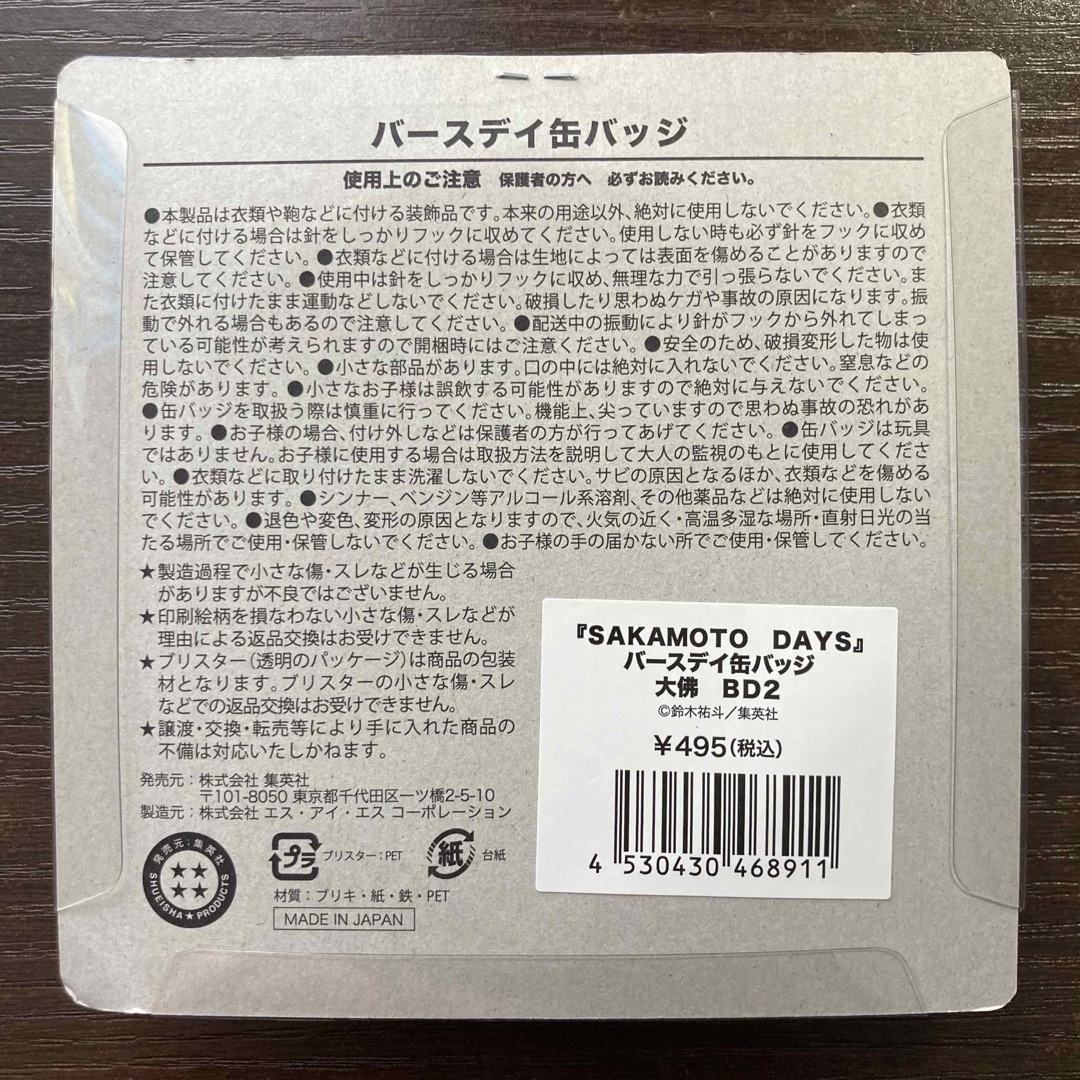 バースデイ缶バッジ
使用上のご注意 保護者の方へ 必ずお読みください。
●本製品は衣類や鞄などに付ける装飾品です。本来の用途以外、絶対に使用しないでください。●衣類
などに付ける場合は針をしっかりフックに収めてください。使用しない時も必ず針をフックに収め
て保管してください。●衣類などに付ける場合は生地によっては表面を傷めることがありますので
注意してください。●使用中は針をしっかりフックに収め、無理な力で引っ張らないでください。ま
た衣類に付けたまま運動などしないでください。破損したり思わぬケガや事故の原因になります。振
動で外れる場合もあるので注意してください。●配送中の振動により針がフックから外れてしまっ
ている可能性が考えられますので開梱時にはご注意ください。●安全のため、破損変形した物は使
用しないでください。●小さな部品があります。口の中には絶対に入れないでください。窒息などの
危険があります。●小さなお子様は誤飲する可能性がありますので絶対に与えないでください。
●缶バッジを取扱う際は慎重に行ってください。機能上、尖っていますので思わぬ事故の恐れがあ
ります。●お子様の場合、付け外しなどは保護者の方が行ってあげてください。●缶バッジは玩具
ではありません。お子様に使用する場合は取扱方法を説明して大人の監視のもとに使用してくださ
い。●衣類などに取り付けたまま洗濯しないでください。サビの原因となるほか、衣類などを傷める
可能性があります。●シンナー、ベンジン等アルコール系溶剤、その他薬品などは絶対に使用しない
でください。●退色や変色、変形の原因となりますので、火気の近く・高温多湿な場所・直射日光の当
たる場所でご使用・保管しないでください。●お子様の手の届かない所でご使用・保管してください。
★製造過程で小さな傷・スレなどが生じる場合
がありますが不良ではございません。
★印刷絵柄を損なわない小さな傷・スレなどが
理由による返品交換はお受けできません。
★ブリスター（透明のパッケージ）は商品の包装
材となります。ブリスターの小さな傷・スレ
などでの返品交換はお受けできません。
★譲渡・交換・転売等により手に入れた商品の
不備は対応いたしかねます。
発売元：株式会社 集英社
〒101-8050 東京都千代田区一ツ橋2-5-10
製造元：株式会社 エス・アイ・エス コーポレーション
発売元：集英社
SHUEISHA★PRODUCTS
プラ ブリスター：PET
紙 台紙
材質：ブリキ・紙・鉄・PET
MADE IN JAPAN
『SAKAMOTO DAYS』
バースデイ缶バッジ
大佛 BD2
©鈴木祐斗／集英社
¥495(税込)
4 530430 468911